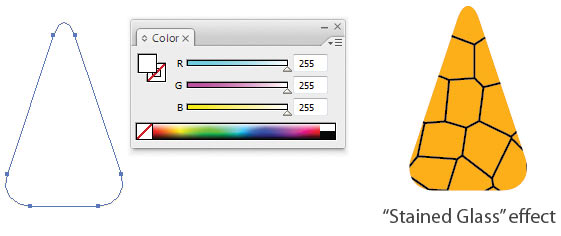 Color
R 255
G 255
B 255
“Stained Glass” effect